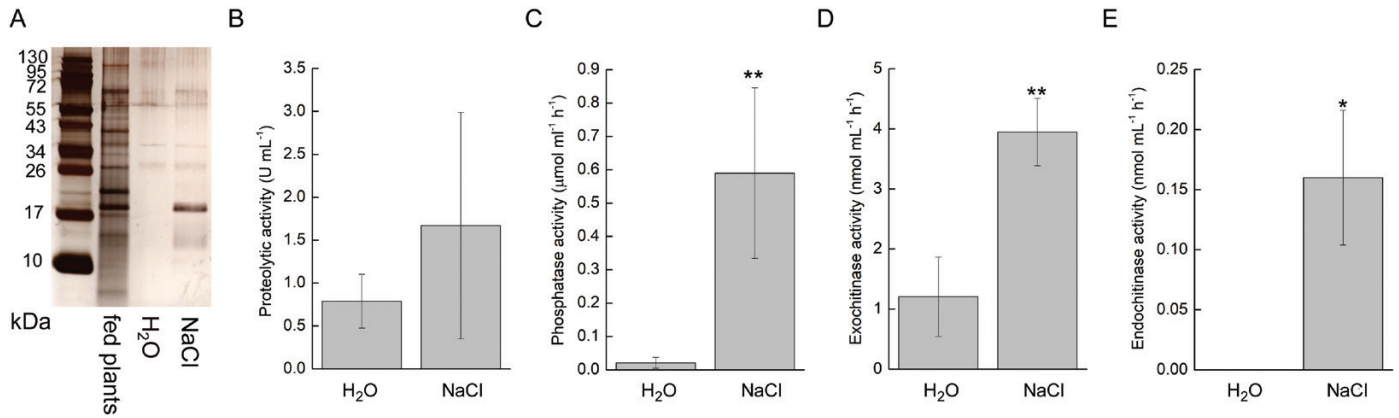 A
130
95
72
55
43
34
26
17
10
kDa
fed plants
H₂O
NaCl
B
Proteolytic activity (U mL⁻¹)
3.5
3.0
2.5
2.0
1.5
1.0
0.5
0.0
H₂O
NaCl
C
Phosphatase activity (µmol ml⁻¹ h⁻¹)
0.9
0.8
0.7
0.6
0.5
0.4
0.3
0.2
0.1
0.0
**
H₂O
NaCl
D
Exochitinase activity (nmol mL⁻¹ h⁻¹)
5
4
3
2
1
0
**
H₂O
NaCl
E
Endochitinase activity (nmol mL⁻¹ h⁻¹)
0.25
0.20
0.15
0.10
0.05
0.00
*
H₂O
NaCl